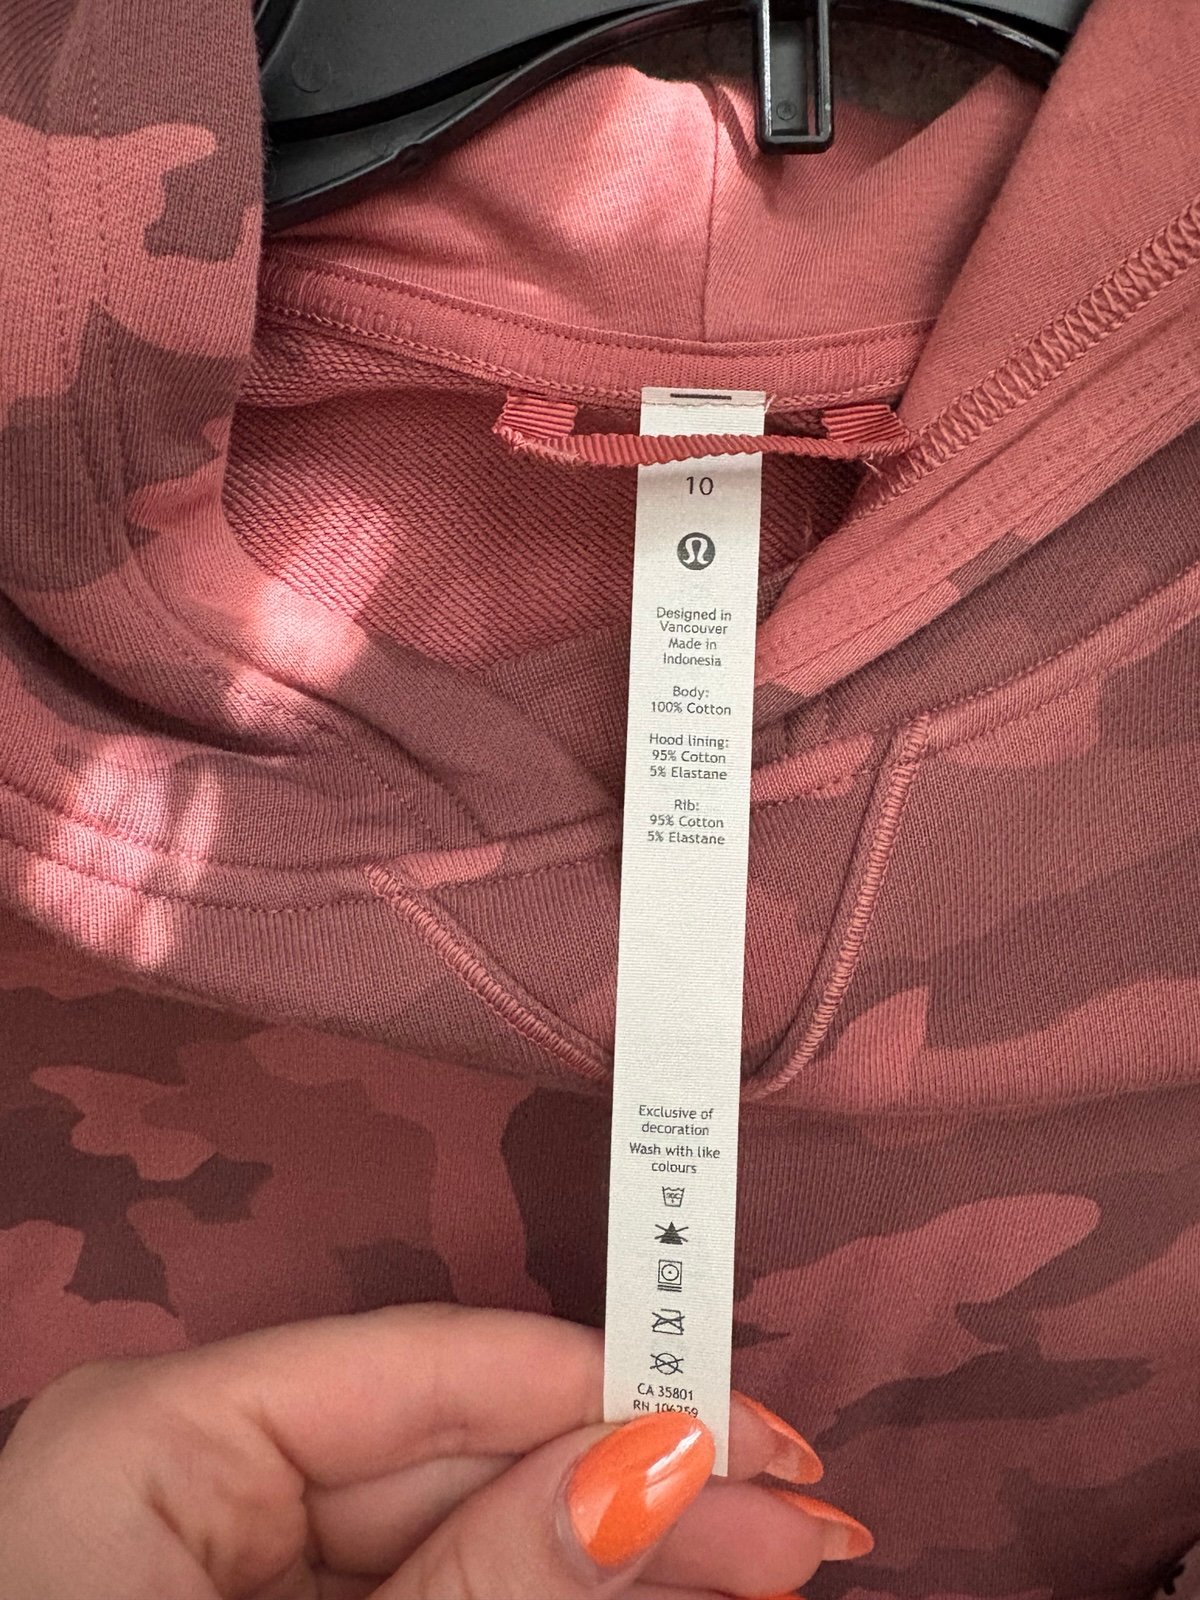 10
Designed in
Vancouver
Made in
Indonesia
Body:
100% Cotton
Hood lining:
95% Cotton
5% Elastane
Rib:
95% Cotton
5% Elastane
Exclusive of
decoration
Wash with like
colours
CA 35801
RN 106259